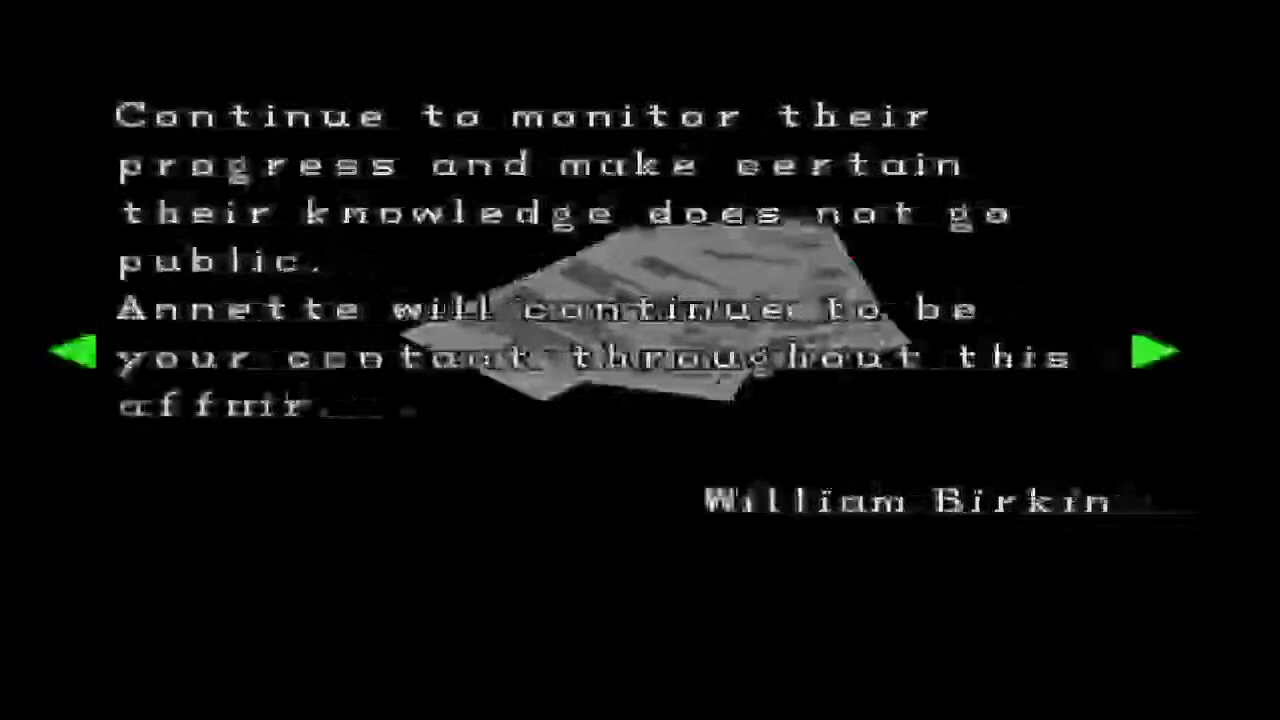 Continue to monitor their
progress and make certain
their knowledge does not go
public.
Annette will continue to be
your contact throughout this
affair.
William Birkin